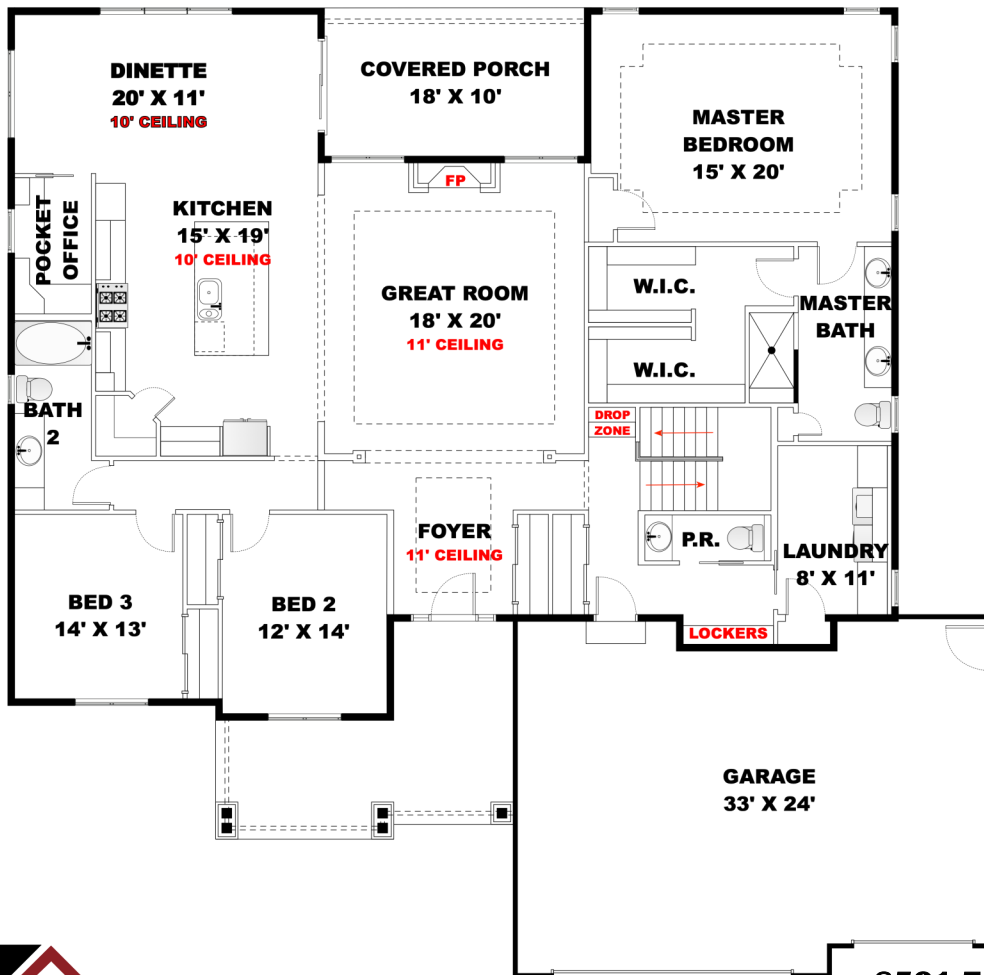 DINETTE
20' X 11'
10' CEILING
COVERED PORCH
18' X 10'
MASTER
BEDROOM
15' X 20'
FP
POCKET
OFFICE
KITCHEN
15' X 19'
10' CEILING
GREAT ROOM
18' X 20'
11' CEILING
W.I.C.
MASTER
BATH
W.I.C.
BATH
2
DROP
ZONE
FOYER
11' CEILING
P.R.
LAUNDRY
8' X 11'
BED 3
14' X 13'
BED 2
12' X 14'
LOCKERS
GARAGE
33' X 24'